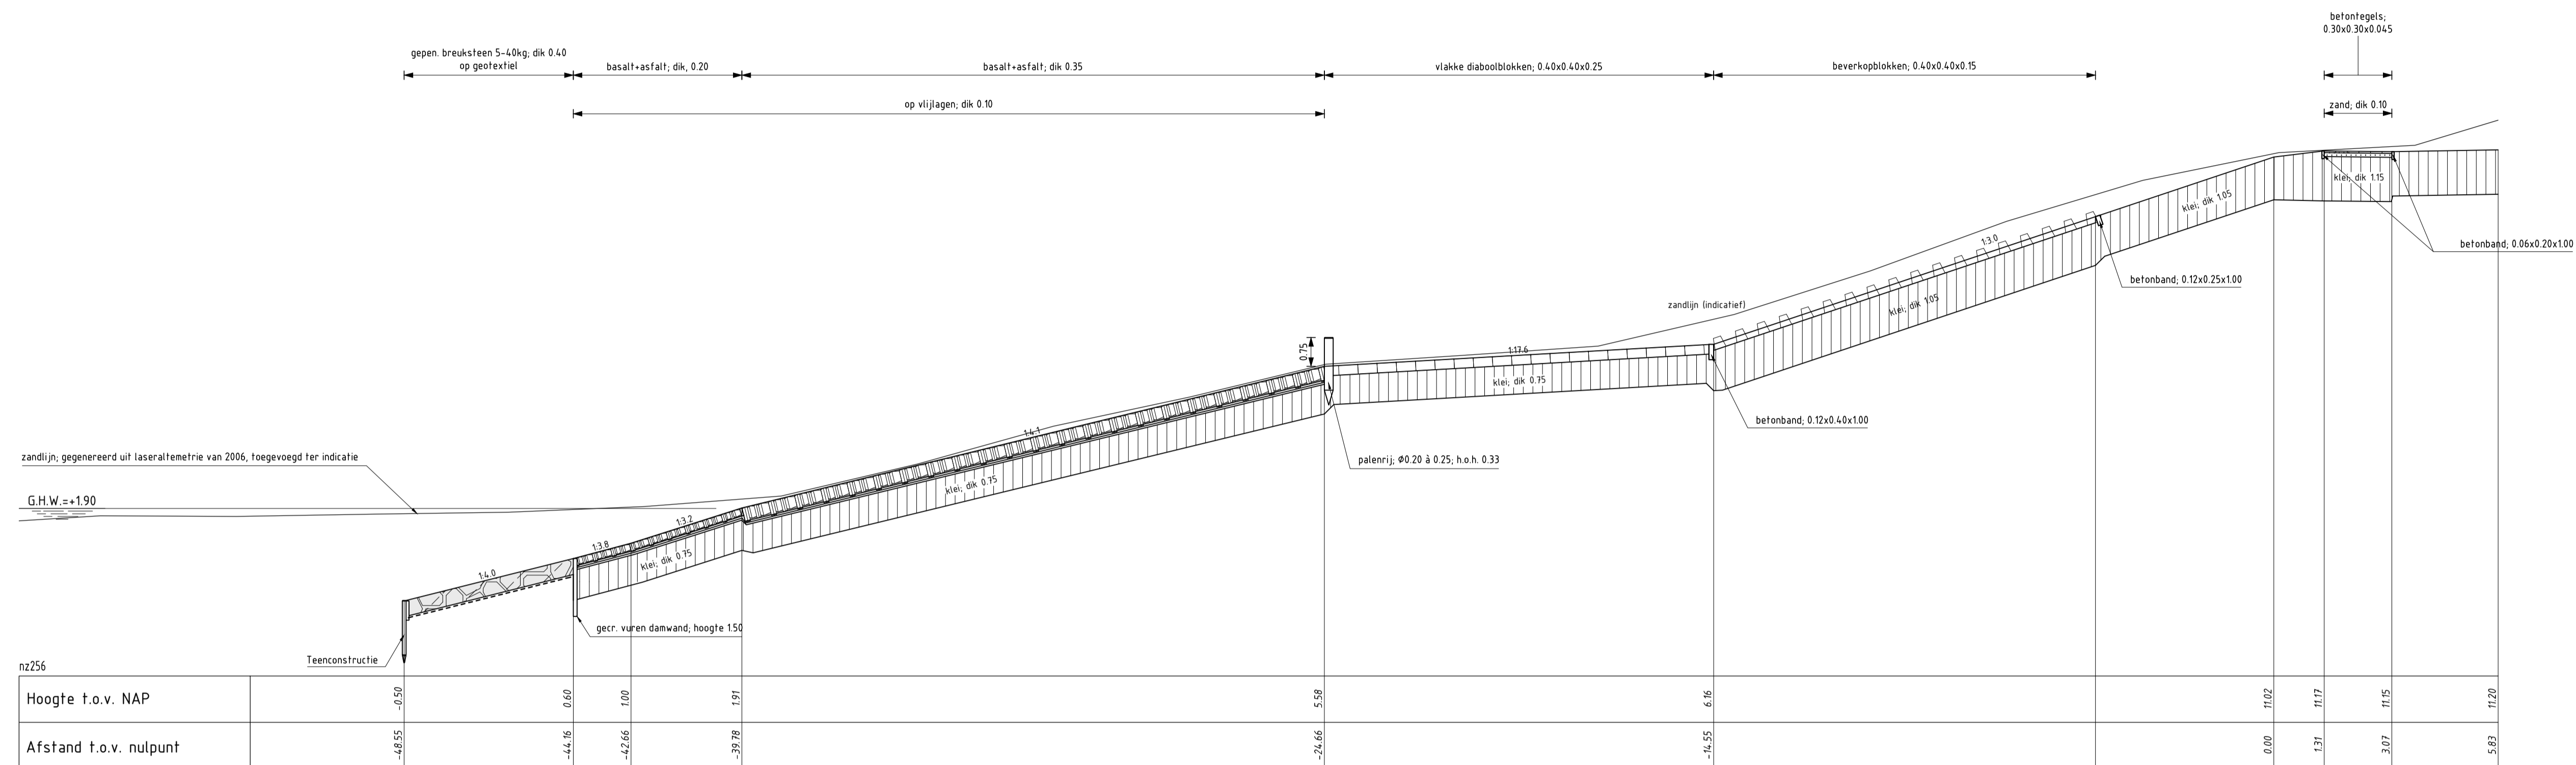 betontegels;
0.30x0.30x0.045
gepen. breuksteen 5-40kg; dik 0.40
op geotextiel
basalt+asfalt; dik, 0.20
basalt+asfalt; dik 0.35
vlakke diaboolblokken; 0.40x0.40x0.25
beverkopblokken; 0.40x0.40x0.15
op vlijlagen; dik 0.10
zand; dik 0.10
klei; dik 1.15
klei; dik 1.05
1:3.0
betonband; 0.06x0.20x1.00
betonband; 0.12x0.25x1.00
zandlijn (indicatief)
klei; dik 1.05
0.75
1:17.6
klei; dik 0.75
betonband; 0.12x0.40x1.00
1:4.1
palenrij; Ø0.20 à 0.25; h.o.h. 0.33
zandlijn; gegenereerd uit laseraltemetrie van 2006, toegevoegd ter indicatie
klei; dik 0.75
G.H.W.=+1.90
1:3.2
1:3.8
klei; dik 0.75
1:4.0
gecr. vuren damwand; hoogte 1.50
Teenconstructie
nz256
Hoogte t.o.v. NAP
-0.50
0.60
1.00
1.91
5.58
6.16
11.02
11.17
11.15
11.20
Afstand t.o.v. nulpunt
-48.55
-44.16
-42.66
-39.78
-24.66
-14.55
0.00
1.31
3.07
5.83